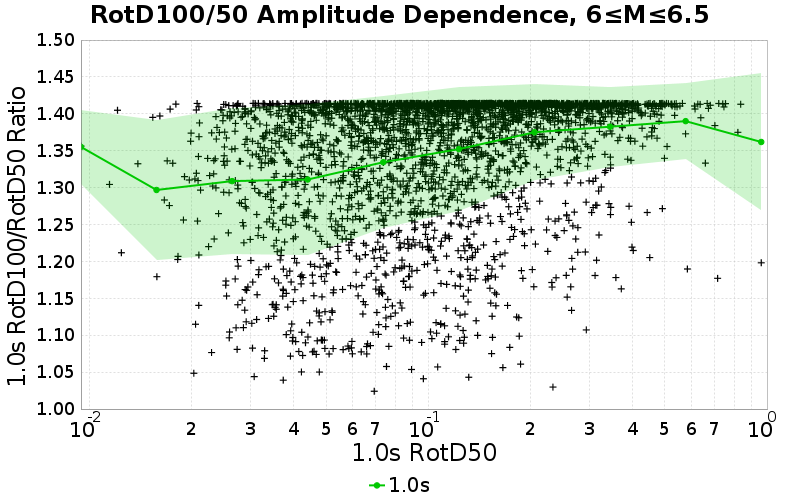 RotD100/50 Amplitude Dependence, 6≤M≤6.5
1.0s RotD100/RotD50 Ratio
1.50
1.45
1.40
1.35
1.30
1.25
1.20
1.15
1.10
1.05
1.00
10-2 2 3 4 5 6 7 10-1 2 3 4 5 6 7 100
1.0s RotD50
1.0s